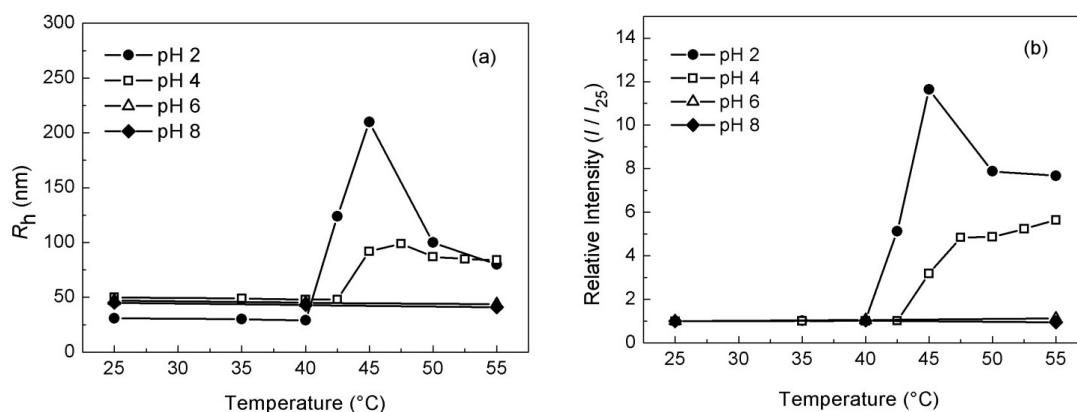 300
250
200
150
100
50
0
R_h (nm)
pH 2
pH 4
pH 6
pH 8
(a)
25 30 35 40 45 50 55
Temperature (°C)
14
12
10
8
6
4
2
0
Relative Intensity (I / I_25)
pH 2
pH 4
pH 6
pH 8
(b)
25 30 35 40 45 50 55
Temperature (°C)